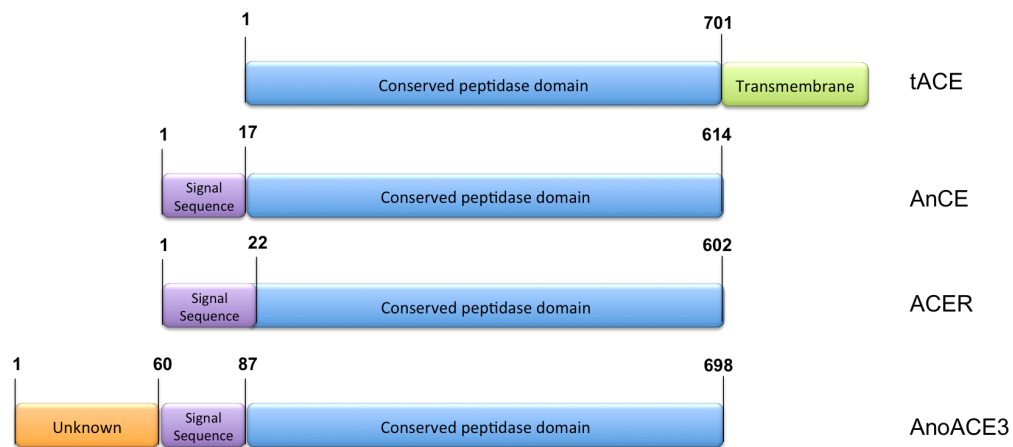 1 701
Conserved peptidase domain Transmembrane tACE
1 17 614
Signal
Sequence
Conserved peptidase domain AnCE
1 22 602
Signal
Sequence
Conserved peptidase domain ACER
1 60 87 698
Unknown
Signal
Sequence
Conserved peptidase domain AnoACE3